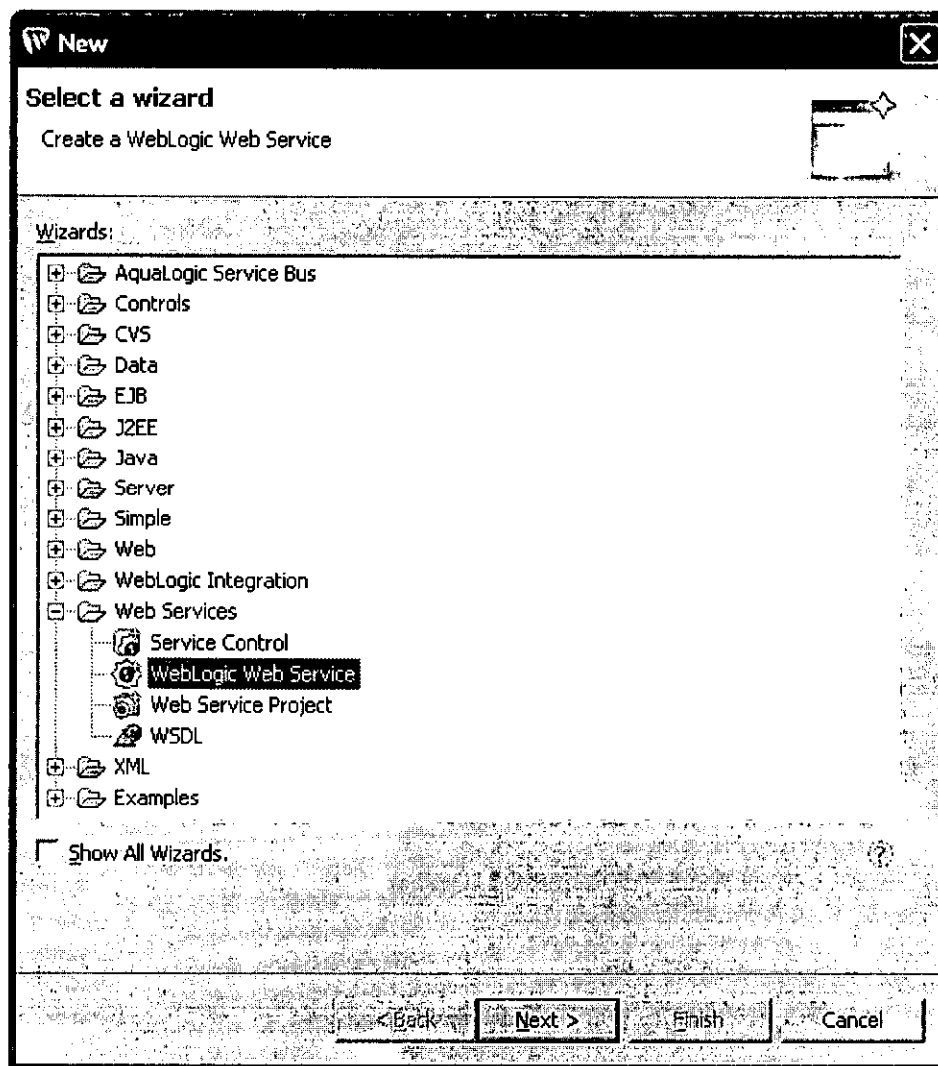 New
Select a wizard
Create a WebLogic Web Service
Wizards:
AquaLogic Service Bus
Controls
CVS
Data
EJB
J2EE
Java
Server
Simple
Web
WebLogic Integration
Web Services
Service Control
WebLogic Web Service
Web Service Project
WSDL
XML
Examples
Show All Wizards.
< Back Next > Finish Cancel